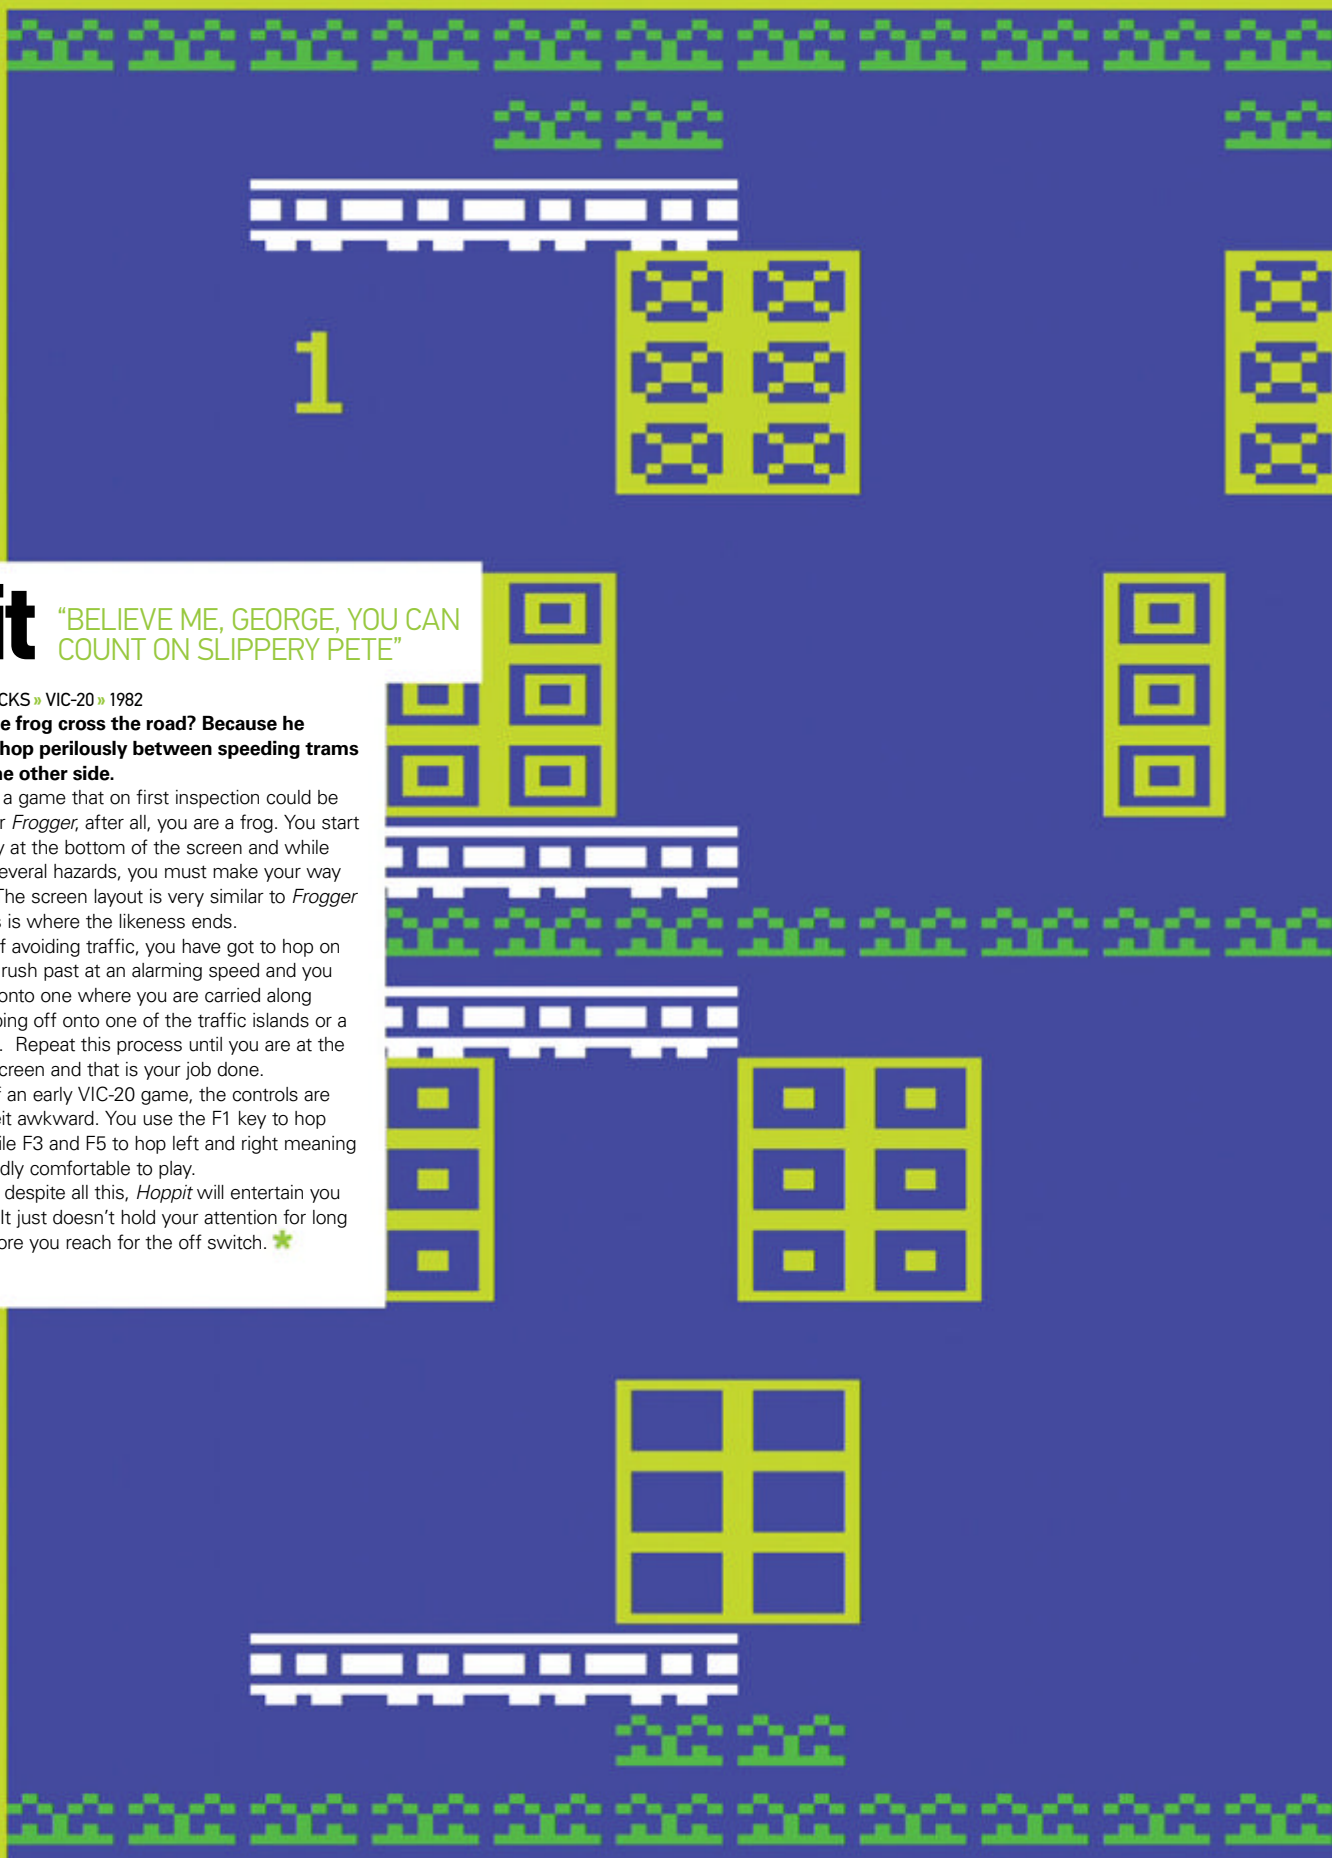 1
it
“BELIEVE ME, GEORGE, YOU CAN
COUNT ON SLIPPERY PETE”
CKS » VIC-20 » 1982
e frog cross the road? Because he
hop perilously between speeding trams
ne other side.
a game that on first inspection could be
r Frogger, after all, you are a frog. You start
y at the bottom of the screen and while
everal hazards, you must make your way
The screen layout is very similar to Frogger
s is where the likeness ends.
f avoiding traffic, you have got to hop on
rush past at an alarming speed and you
onto one where you are carried along
ping off onto one of the traffic islands or a
. Repeat this process until you are at the
creen and that is your job done.
f an early VIC-20 game, the controls are
eit awkward. You use the F1 key to hop
ile F3 and F5 to hop left and right meaning
dly comfortable to play.
despite all this, Hoppit will entertain you
It just doesn’t hold your attention for long
ore you reach for the off switch. *